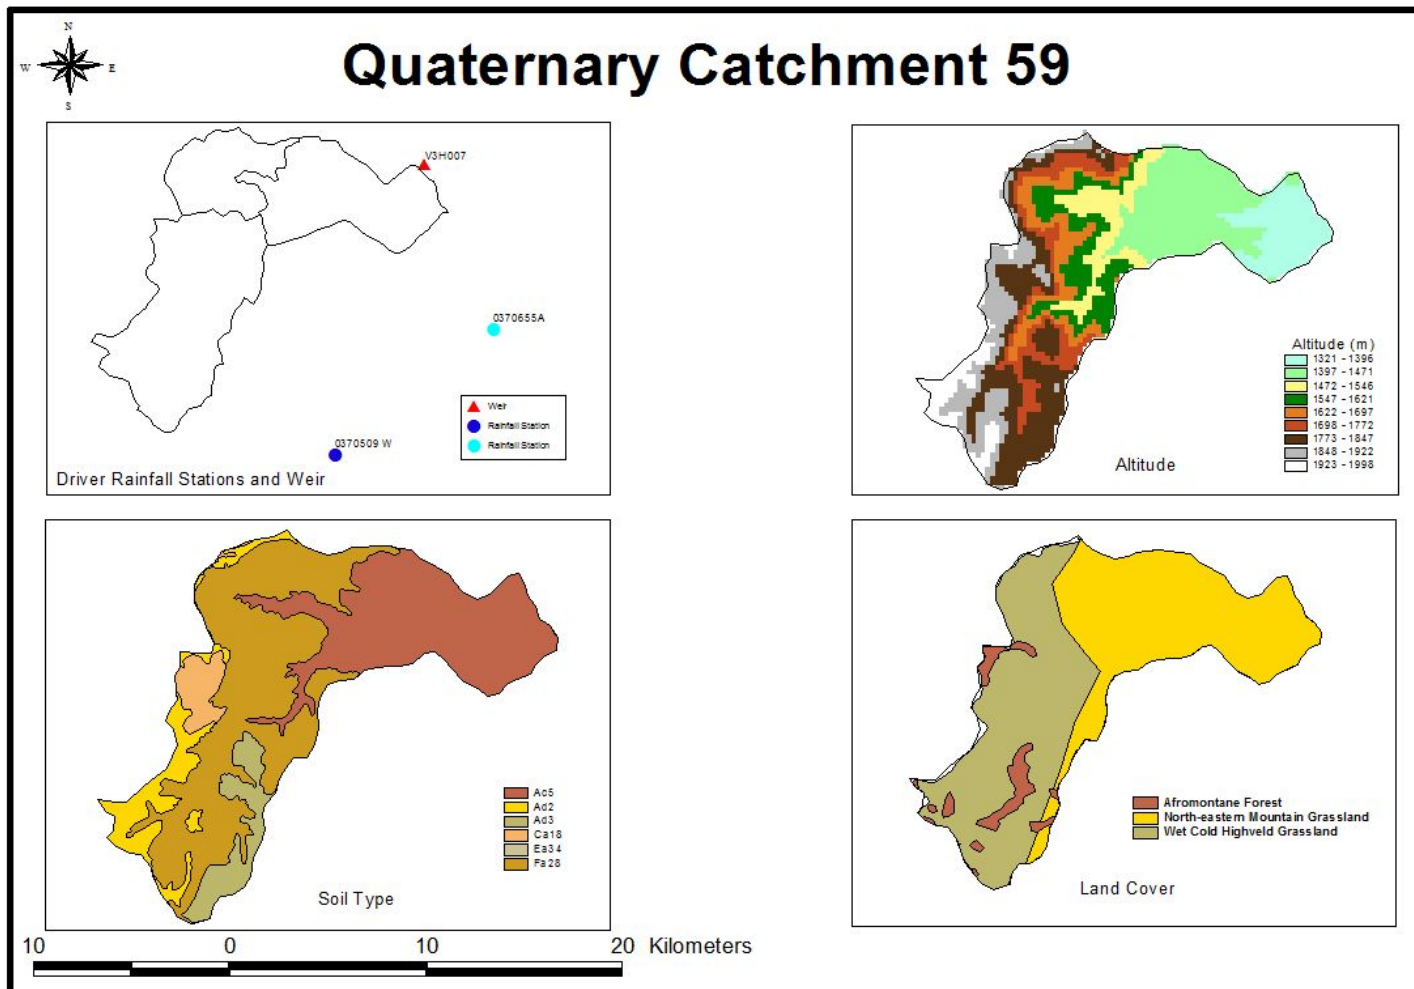 N
W E
S
Quaternary Catchment 59
V3H007
0370655A
0370509 W
Weir
Rainfall Station
Rainfall Station
Driver Rainfall Stations and Weir
Altitude (m)
1321 - 1396
1397 - 1471
1472 - 1546
1547 - 1621
1622 - 1697
1698 - 1772
1773 - 1847
1848 - 1922
1923 - 1998
Altitude
Ac5
Ad2
Ad3
Ca18
Ea34
Fa28
Soil Type
Afromontane Forest
North-eastern Mountain Grassland
Wet Cold Highveld Grassland
Land Cover
10 0 10 20 Kilometers